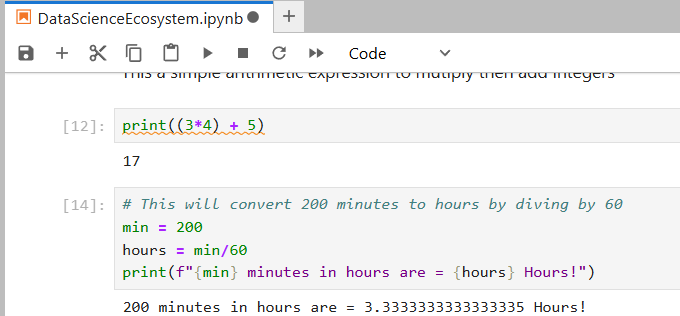 DataScienceEcosystem.ipynb
Code
This a simple arithmetic expression to mutiply then add integers
[12]: print((3*4) + 5)
17
[14]: # This will convert 200 minutes to hours by diving by 60
min = 200
hours = min/60
print(f"{min} minutes in hours are = {hours} Hours!")
200 minutes in hours are = 3.3333333333333335 Hours!